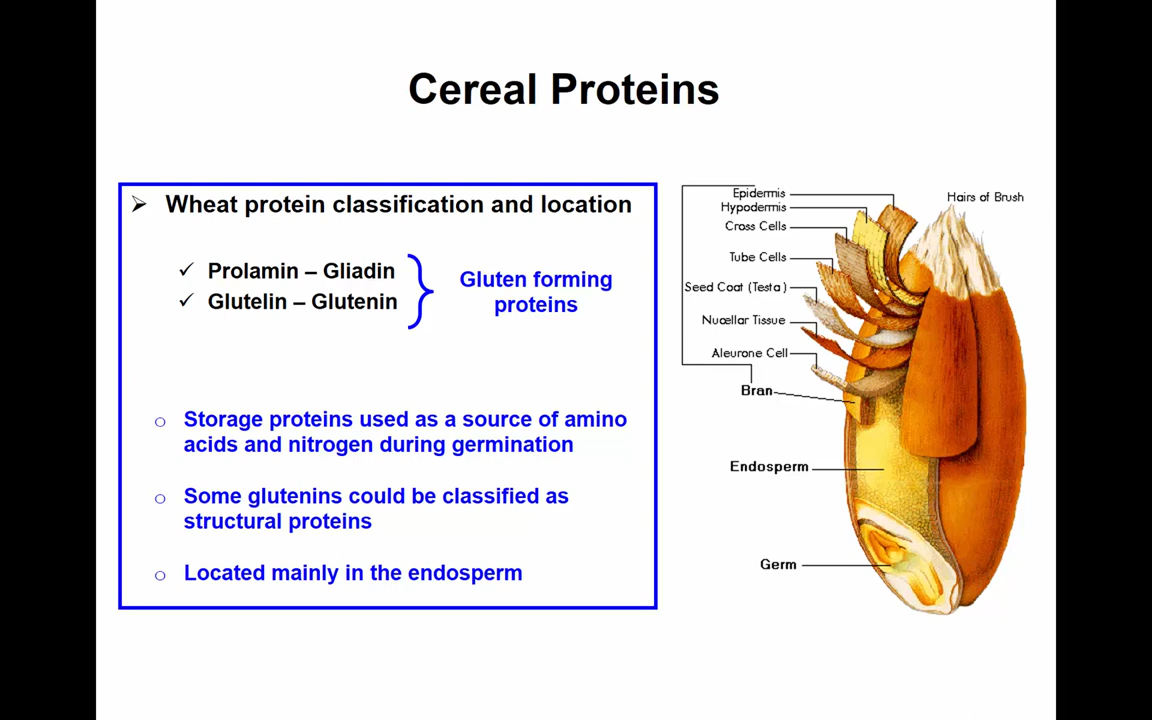 Cereal Proteins
➢ Wheat protein classification and location
✓ Prolamin – Gliadin
✓ Glutelin – Glutenin
Gluten forming
proteins
o Storage proteins used as a source of amino
acids and nitrogen during germination
o Some glutenins could be classified as
structural proteins
o Located mainly in the endosperm
Epidermis
Hypodermis
Cross Cells
Tube Cells
Seed Coat (Testa)
Nucellar Tissue
Aleurone Cell
Bran
Endosperm
Germ
Hairs of Brush